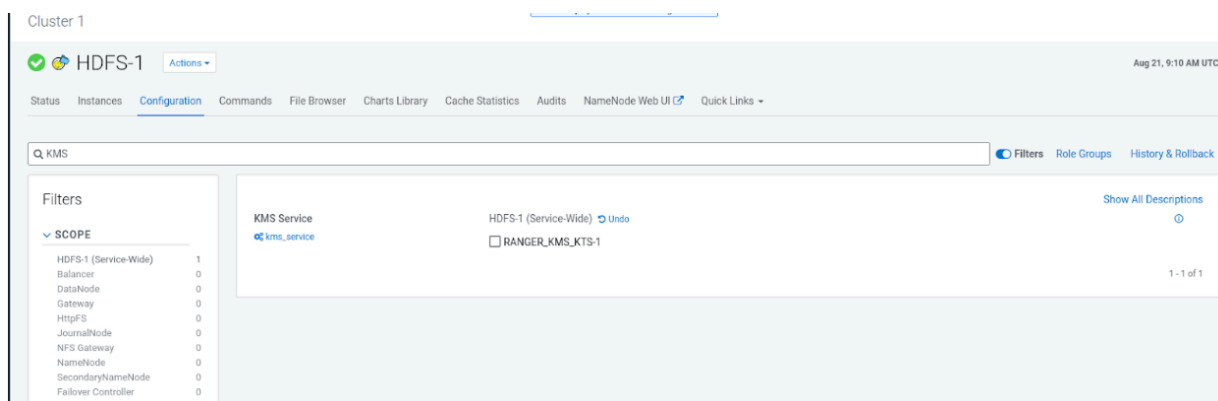 Cluster 1
HDFS-1 Actions
Aug 21, 9:10 AM UTC
Status Instances Configuration Commands File Browser Charts Library Cache Statistics Audits NameNode Web UI Quick Links
KMS
Filters Role Groups History & Rollback
Filters
SCOPE
HDFS-1 (Service-Wide) 1
Balancer 0
DataNode 0
Gateway 0
HttpFS 0
JournalNode 0
NFS Gateway 0
NameNode 0
SecondaryNameNode 0
Failover Controller 0
Show All Descriptions
KMS Service HDFS-1 (Service-Wide) Undo
kms_service RANGER_KMS_KTS-1
1 - 1 of 1